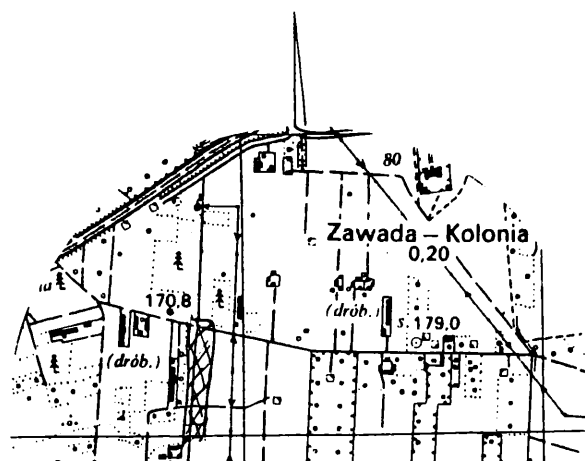 80
Zawada – Kolonia
0,20
170,8
(drób.)
s. 179,0
(drób.)